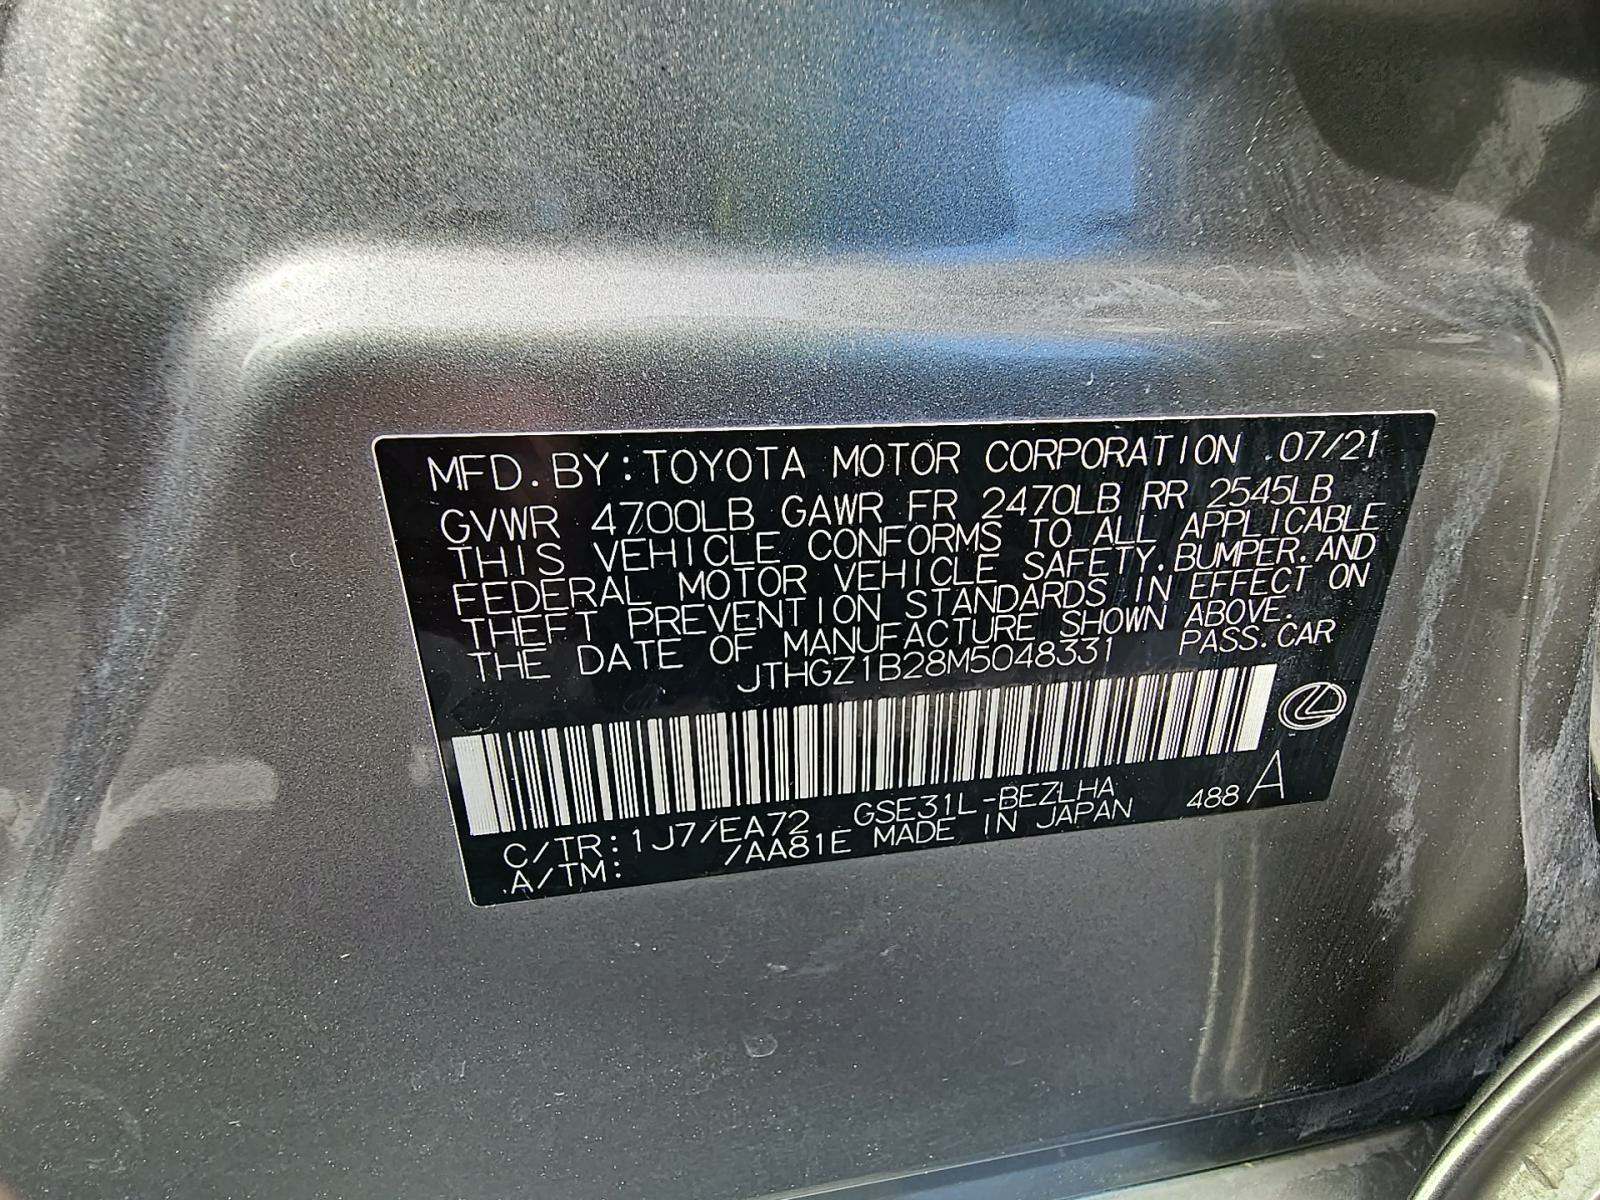 MFD. BY: TOYOTA MOTOR CORPORATION 07/21
GVWR 4700LB GAWR FR 2470LB RR 2545LB
THIS VEHICLE CONFORMS TO ALL APPLICABLE
FEDERAL MOTOR VEHICLE SAFETY. BUMPER. AND
THEFT PREVENTION STANDARDS IN EFFECT ON
THE DATE OF MANUFACTURE SHOWN ABOVE.
JTHGZ1B28M5048331 PASS. CAR
C/TR: 1J7/EA72 GSE31L-BEZLHA 488 A
.A/TM: /AA81E MADE IN JAPAN